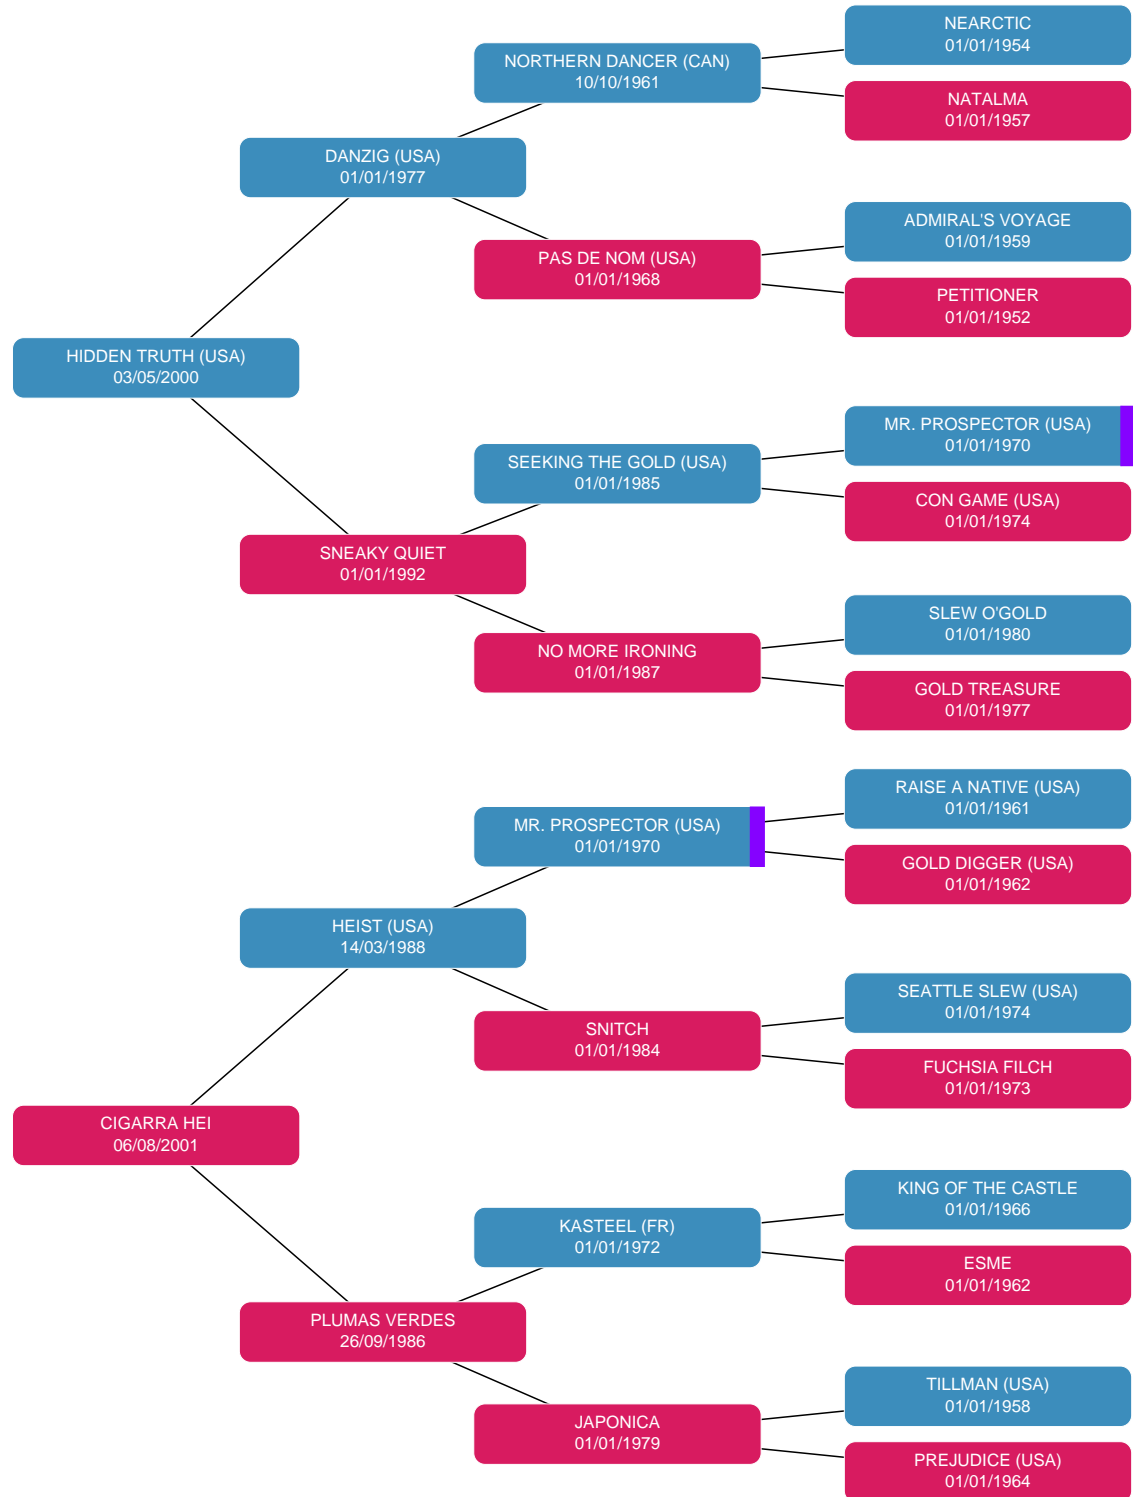 NEARCTIC
01/01/1954
NORTHERN DANCER (CAN)
10/10/1961
NATALMA
01/01/1957
DANZIG (USA)
01/01/1977
ADMIRAL'S VOYAGE
01/01/1959
PAS DE NOM (USA)
01/01/1968
PETITIONER
01/01/1952
HIDDEN TRUTH (USA)
03/05/2000
MR. PROSPECTOR (USA)
01/01/1970
SEEKING THE GOLD (USA)
01/01/1985
CON GAME (USA)
01/01/1974
SNEAKY QUIET
01/01/1992
SLEW O'GOLD
01/01/1980
NO MORE IRONING
01/01/1987
GOLD TREASURE
01/01/1977
RAISE A NATIVE (USA)
01/01/1961
MR. PROSPECTOR (USA)
01/01/1970
GOLD DIGGER (USA)
01/01/1962
HEIST (USA)
14/03/1988
SEATTLE SLEW (USA)
01/01/1974
SNITCH
01/01/1984
FUCHSIA FILCH
01/01/1973
CIGARRA HEI
06/08/2001
KING OF THE CASTLE
01/01/1966
KASTEEL (FR)
01/01/1972
ESME
01/01/1962
PLUMAS VERDES
26/09/1986
TILLMAN (USA)
01/01/1958
JAPONICA
01/01/1979
PREJUDICE (USA)
01/01/1964